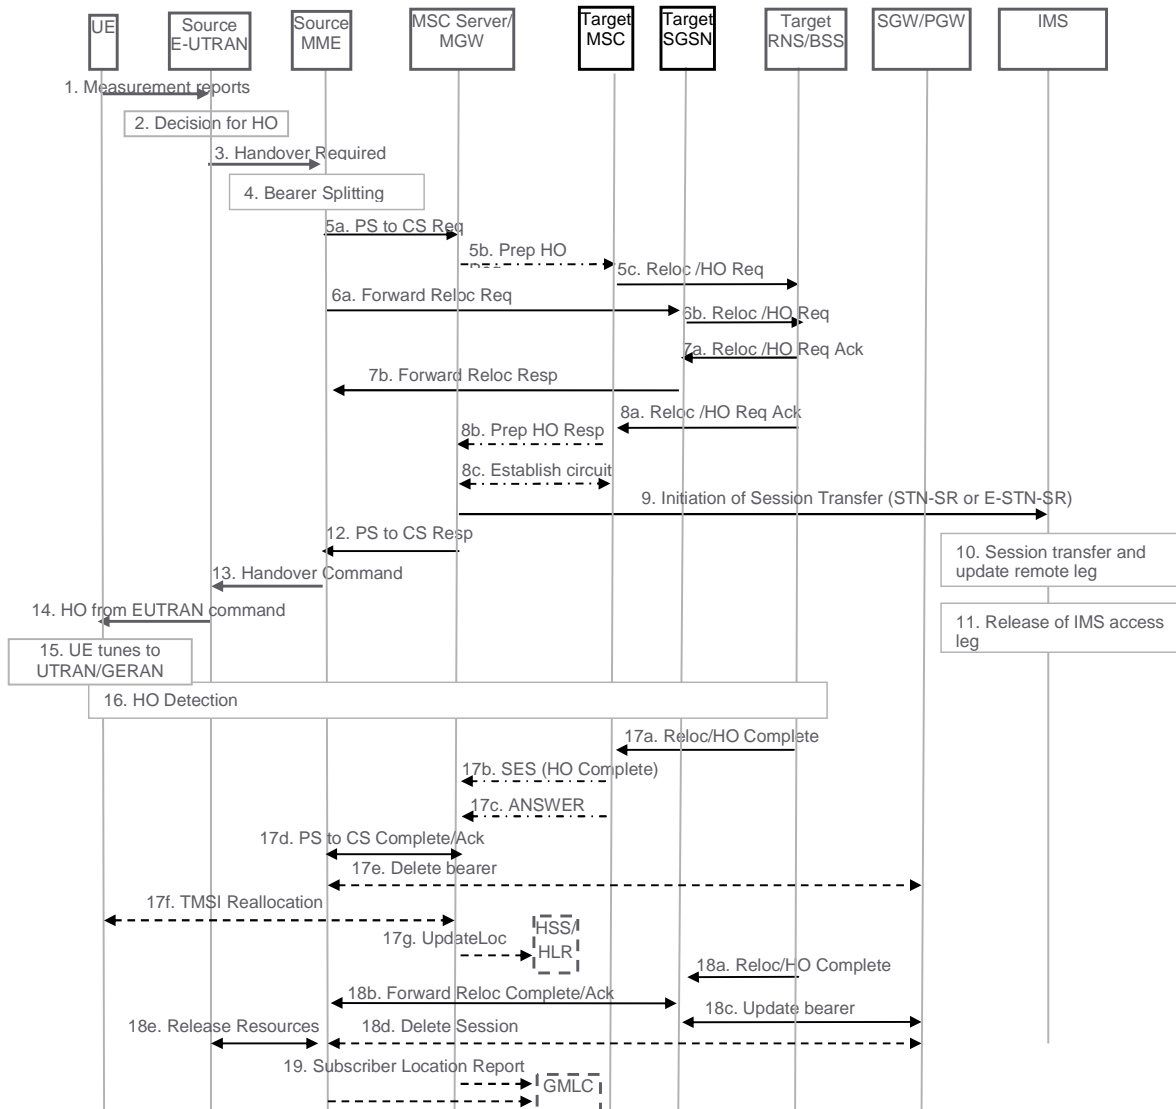 UE
Source
E-UTRAN
Source
MME
MSC Server/
MGW
Target
MSC
Target
SGSN
Target
RNS/BSS
SGW/PGW
IMS
1. Measurement reports
2. Decision for HO
3. Handover Required
4. Bearer Splitting
5a. PS to CS Req
5b. Prep HO
5c. Reloc /HO Req
6a. Forward Reloc Req
6b. Reloc /HO Req
7a. Reloc /HO Req Ack
7b. Forward Reloc Resp
8a. Reloc /HO Req Ack
8b. Prep HO Resp
8c. Establish circuit
9. Initiation of Session Transfer (STN-SR or E-STN-SR)
12. PS to CS Resp
10. Session transfer and
update remote leg
13. Handover Command
14. HO from EUTRAN command
11. Release of IMS access
leg
15. UE tunes to
UTRAN/GERAN
16. HO Detection
17a. Reloc/HO Complete
17b. SES (HO Complete)
17c. ANSWER
17d. PS to CS Complete/Ack
17e. Delete bearer
17f. TMSI Reallocation
17g. UpdateLoc
HSS/
HLR
18a. Reloc/HO Complete
18b. Forward Reloc Complete/Ack
18c. Update bearer
18e. Release Resources
18d. Delete Session
19. Subscriber Location Report
GMLC